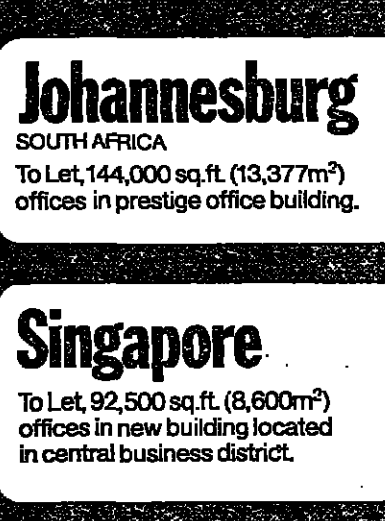 Johannesburg
SOUTH AFRICA
To Let, 144,000 sq.ft. (13,377m²)
offices in prestige office building.
Singapore
To Let, 92,500 sq.ft. (8,600m²)
offices in new building located
in central business district.